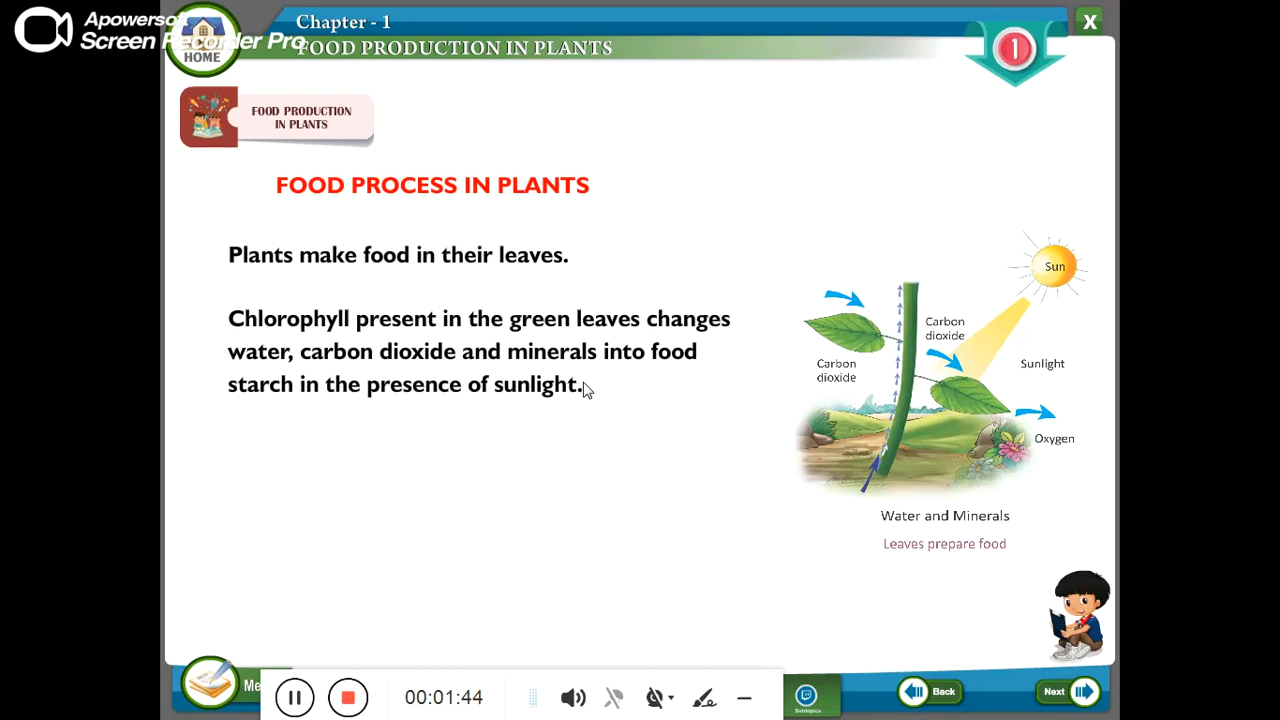 Apowersoft
Screen Recorder Pro
Chapter - 1
FOOD PRODUCTION IN PLANTS
HOME
1
X
FOOD PRODUCTION
IN PLANTS
FOOD PROCESS IN PLANTS
Plants make food in their leaves.
Chlorophyll present in the green leaves changes
water, carbon dioxide and minerals into food
starch in the presence of sunlight.
Sun
Carbon
dioxide
Carbon
dioxide
Sunlight
Oxygen
Water and Minerals
Leaves prepare food
00:01:44
Subtopics
Back
Next